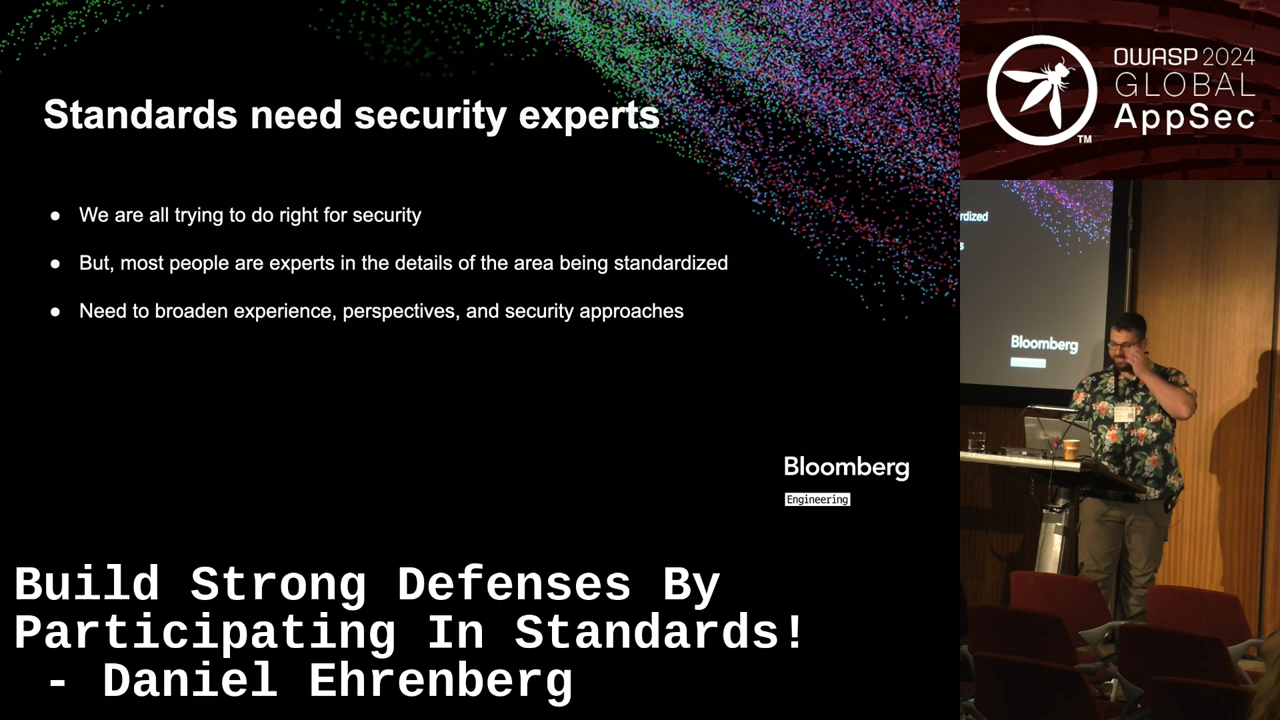 Standards need security experts
● We are all trying to do right for security
● But, most people are experts in the details of the area being standardized
● Need to broaden experience, perspectives, and security approaches
Bloomberg
Engineering
Build Strong Defenses By
Participating In Standards!
- Daniel Ehrenberg
OWASP 2024
GLOBAL
AppSec
TM
Bloomberg